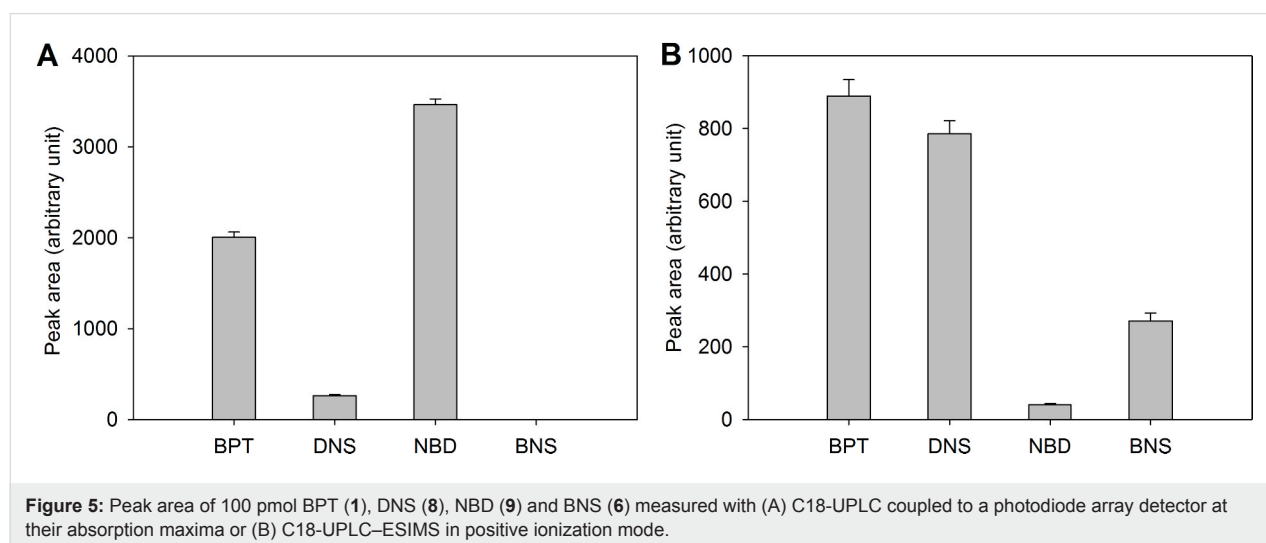 A
B
4000
3000
2000
1000
0
Peak area (arbitrary unit)
BPT DNS NBD BNS
1000
800
600
400
200
0
Peak area (arbitrary unit)
BPT DNS NBD BNS
Figure 5: Peak area of 100 pmol BPT (1), DNS (8), NBD (9) and BNS (6) measured with (A) C18-UPLC coupled to a photodiode array detector at
their absorption maxima or (B) C18-UPLC–ESIMS in positive ionization mode.